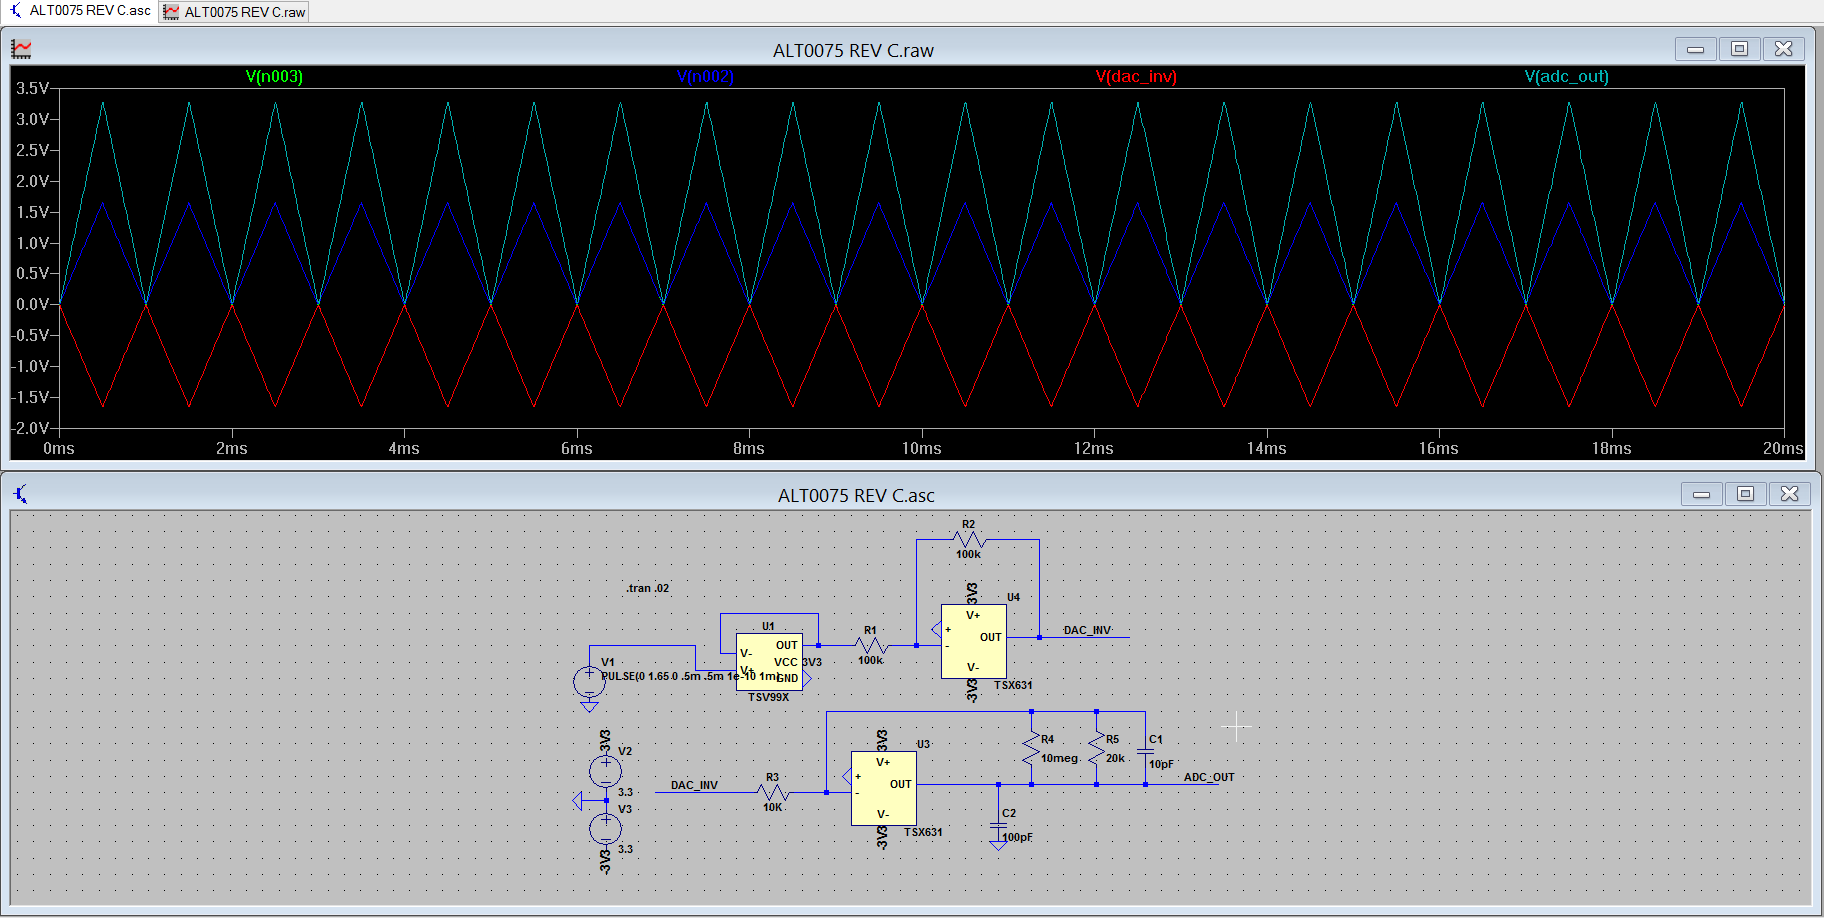 ALT0075 REV C.asc
ALT0075 REV C.raw
ALT0075 REV C.raw
V(n003)
V(n002)
V(dac_inv)
V(adc_out)
3.5V
3.0V
2.5V
2.0V
1.5V
1.0V
0.5V
0.0V
-0.5V
-1.0V
-1.5V
-2.0V
0ms
2ms
4ms
6ms
8ms
10ms
12ms
14ms
16ms
18ms
20ms
ALT0075 REV C.asc
R2
100k
.tran .02
3V3
U4
V+
+
-
OUT
V-
-3V3
TSX631
DAC_INV
U1
OUT
V-
VCC
3V3
V+
GND
TSV99X
R1
100k
V1
PULSE(0 1.65 0 .5m .5m 1e-10 1m)
3V3
V2
3.3
V3
3.3
-3V3
DAC_INV
R3
10K
3V3
U3
V+
+
-
OUT
V-
-3V3
TSX631
R4
10meg
R5
20k
C1
10pF
ADC_OUT
C2
100pF